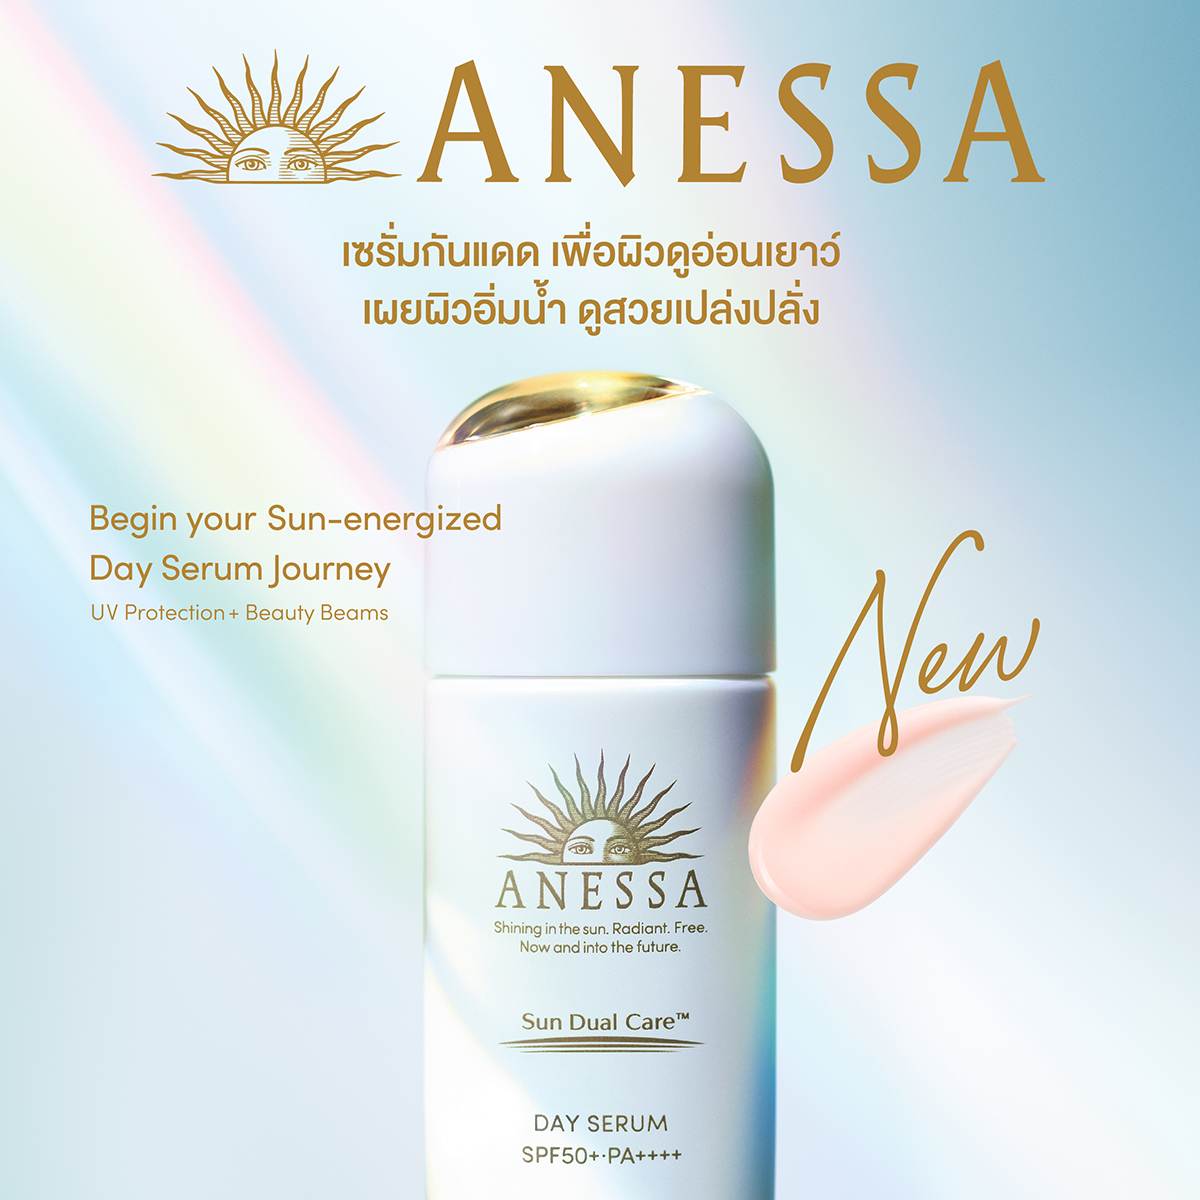 ANESSA
เซรั่มกันแดด เพื่อผิวดูอ่อนเยาว์
เผยผิวอิ่มน้ำ ดูสวยเปล่งปลั่ง
Begin your Sun-energized
Day Serum Journey
UV Protection + Beauty Beams
New
ANESSA
Shining in the sun. Radiant. Free.
Now and into the future.
Sun Dual Care™
DAY SERUM
SPF50+·PA++++